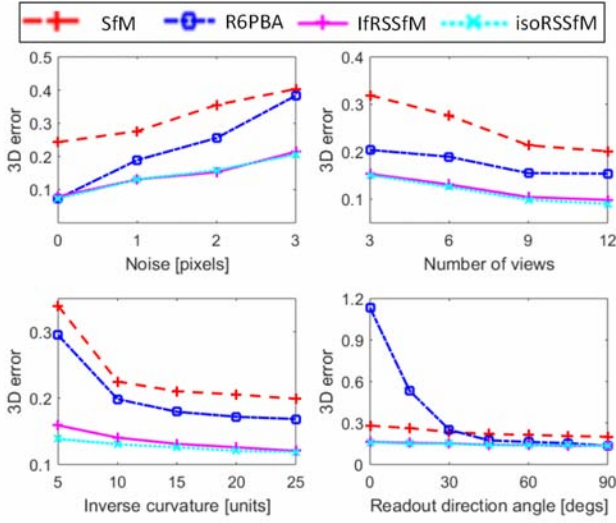 SfM R6PBA lfRSSfM isoRSSfM
0.5
0.4
0.3
0.2
0.1
3D error
0 1 2 3
Noise [pixels]
0.4
0.3
0.2
0.1
3D error
3 6 9 12
Number of views
0.3
0.2
0.1
3D error
5 10 15 20 25
Inverse curvature [units]
1.2
0.9
0.6
0.3
0
3D error
0 15 30 45 60 75 90
Readout direction angle [degs]